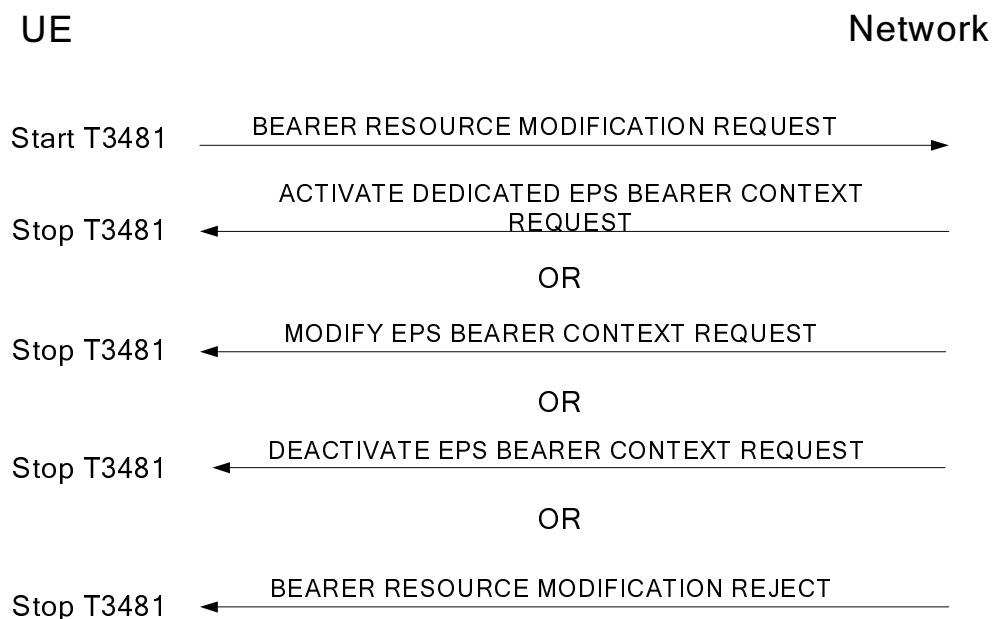 UE Network
Start T3481 BEARER RESOURCE MODIFICATION REQUEST
ACTIVATE DEDICATED EPS BEARER CONTEXT
Stop T3481 REQUEST
OR
Stop T3481 MODIFY EPS BEARER CONTEXT REQUEST
OR
Stop T3481 DEACTIVATE EPS BEARER CONTEXT REQUEST
OR
Stop T3481 BEARER RESOURCE MODIFICATION REJECT